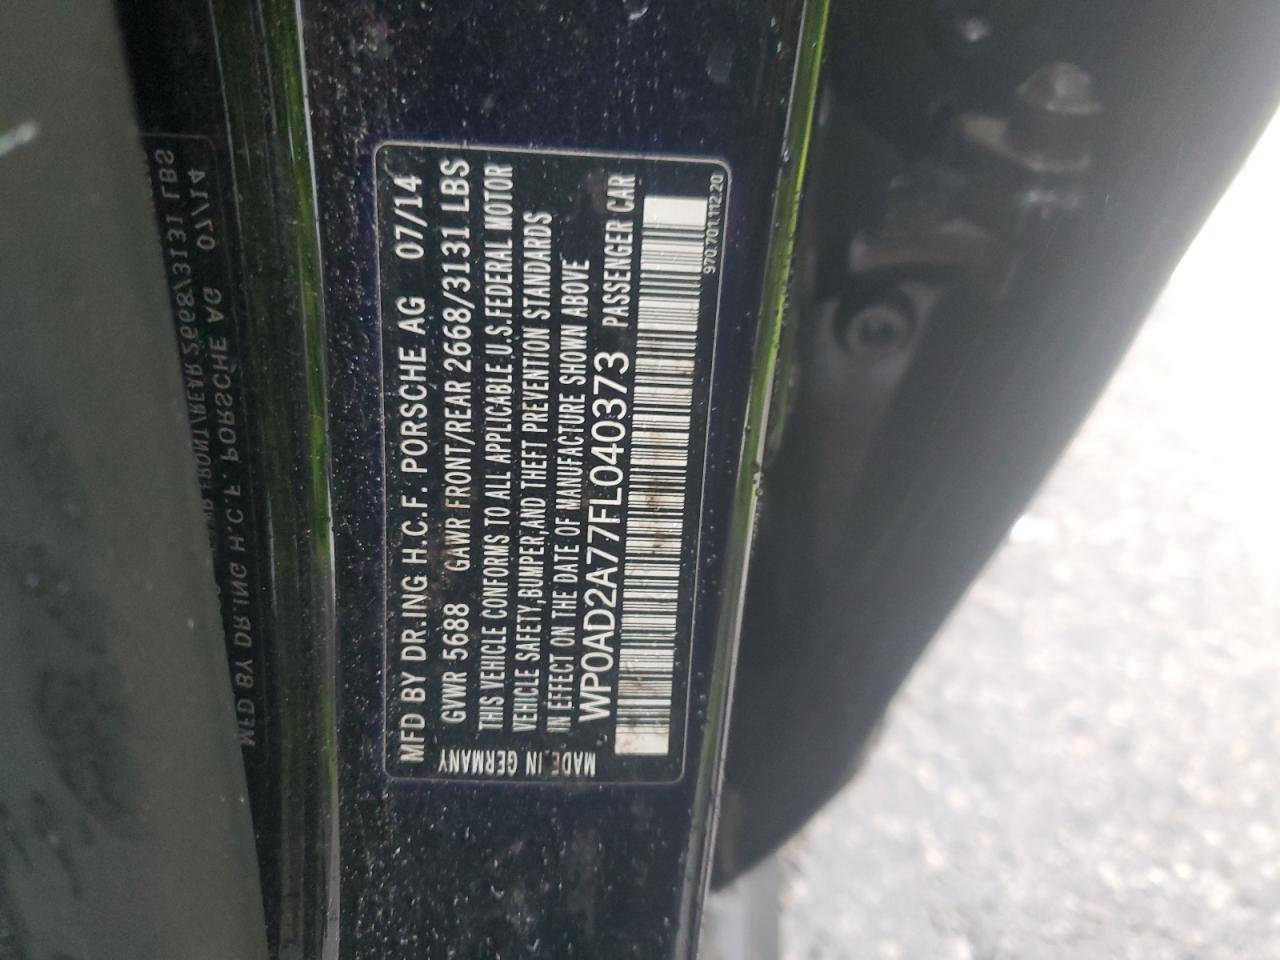 MFD BY DR.ING H.C.F. PORSCHE AG 07/14
GVWR 5688 GAWR FRONT/REAR 2668/3131 LBS
THIS VEHICLE CONFORMS TO ALL APPLICABLE U.S.FEDERAL MOTOR
VEHICLE SAFETY,BUMPER,AND THEFT PREVENTION STANDARDS
IN EFFECT ON THE DATE OF MANUFACTURE SHOWN ABOVE
WP0AD2A77FL040373 PASSENGER CAR
970.701.112.20
MADE IN GERMANY